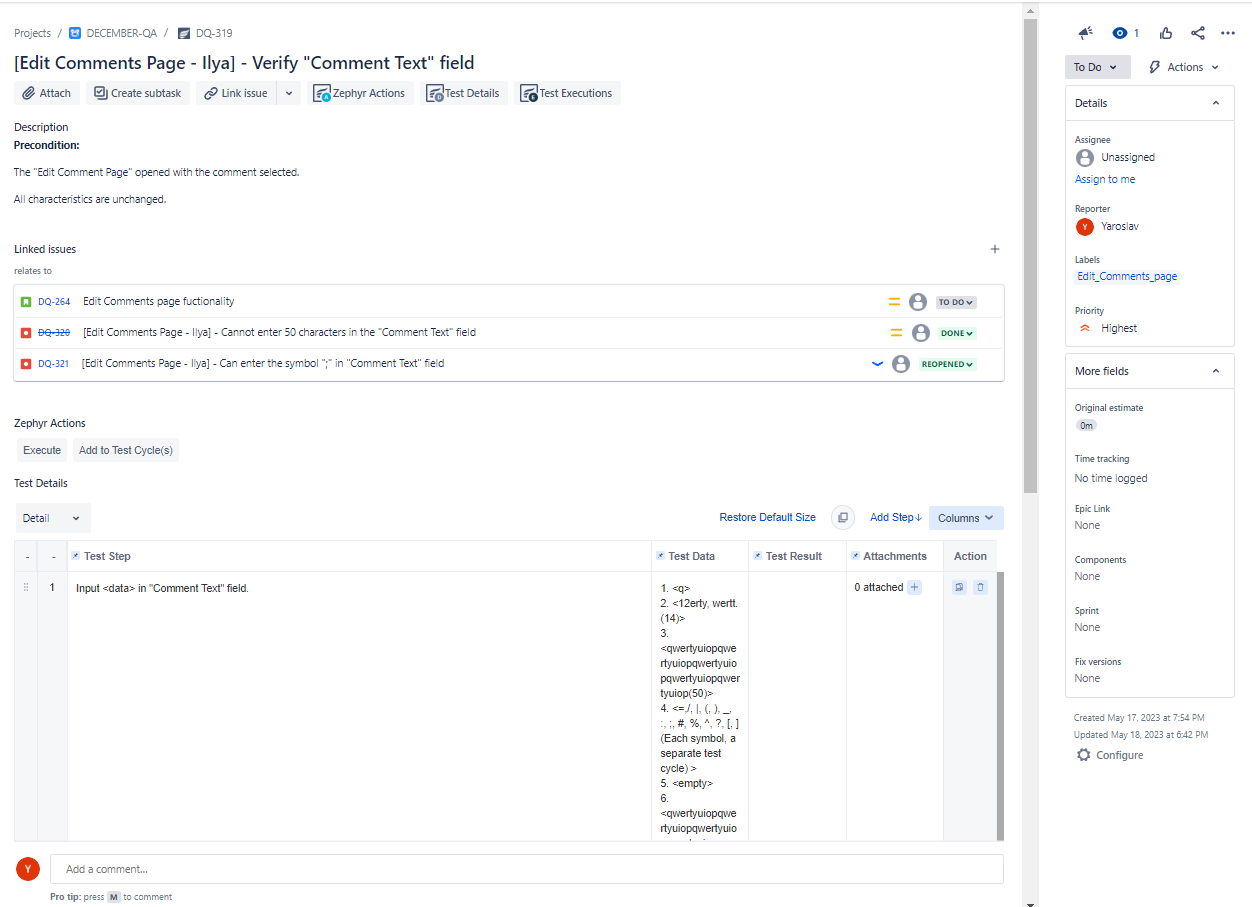 Projects / DECEMBER-QA / DQ-319
[Edit Comments Page - Ilya] - Verify "Comment Text" field
Attach Create subtask Link issue Zephyr Actions Test Details Test Executions
Description
Precondition:
The "Edit Comment Page" opened with the comment selected.
All characteristics are unchanged.
Linked issues
relates to
DQ-264 Edit Comments page fuctionality TO DO
DQ-320 [Edit Comments Page - Ilya] - Cannot enter 50 characters in the "Comment Text" field DONE
DQ-321 [Edit Comments Page - Ilya] - Can enter the symbol ";" in "Comment Text" field REOPENED
Zephyr Actions
Execute Add to Test Cycle(s)
Test Details
Detail Restore Default Size Add Step↓ Columns
- - Test Step Test Data Test Result Attachments Action
1 Input <data> in "Comment Text" field. 0 attached +
1. <q>
2. <12erty, wertt.
(14)>
3.
<qwertyuiopqwe
rtyuiopqwertyuio
pqwertyuiopqwer
tyuiop(50)>
4. <=,/, |, (, ), _,
:, ;, #, %, ^, ?, [, ]
(Each symbol, a
separate test
cycle) >
5. <empty>
6.
<qwertyuiopqwe
rtyuiopqwertyuio
Y Add a comment...
Pro tip: press M to comment
1
To Do Actions
Details
Assignee
Unassigned
Assign to me
Reporter
Y Yaroslav
Labels
Edit_Comments_page
Priority
Highest
More fields
Original estimate
0m
Time tracking
No time logged
Epic Link
None
Components
None
Sprint
None
Fix versions
None
Created May 17, 2023 at 7:54 PM
Updated May 18, 2023 at 6:42 PM
Configure